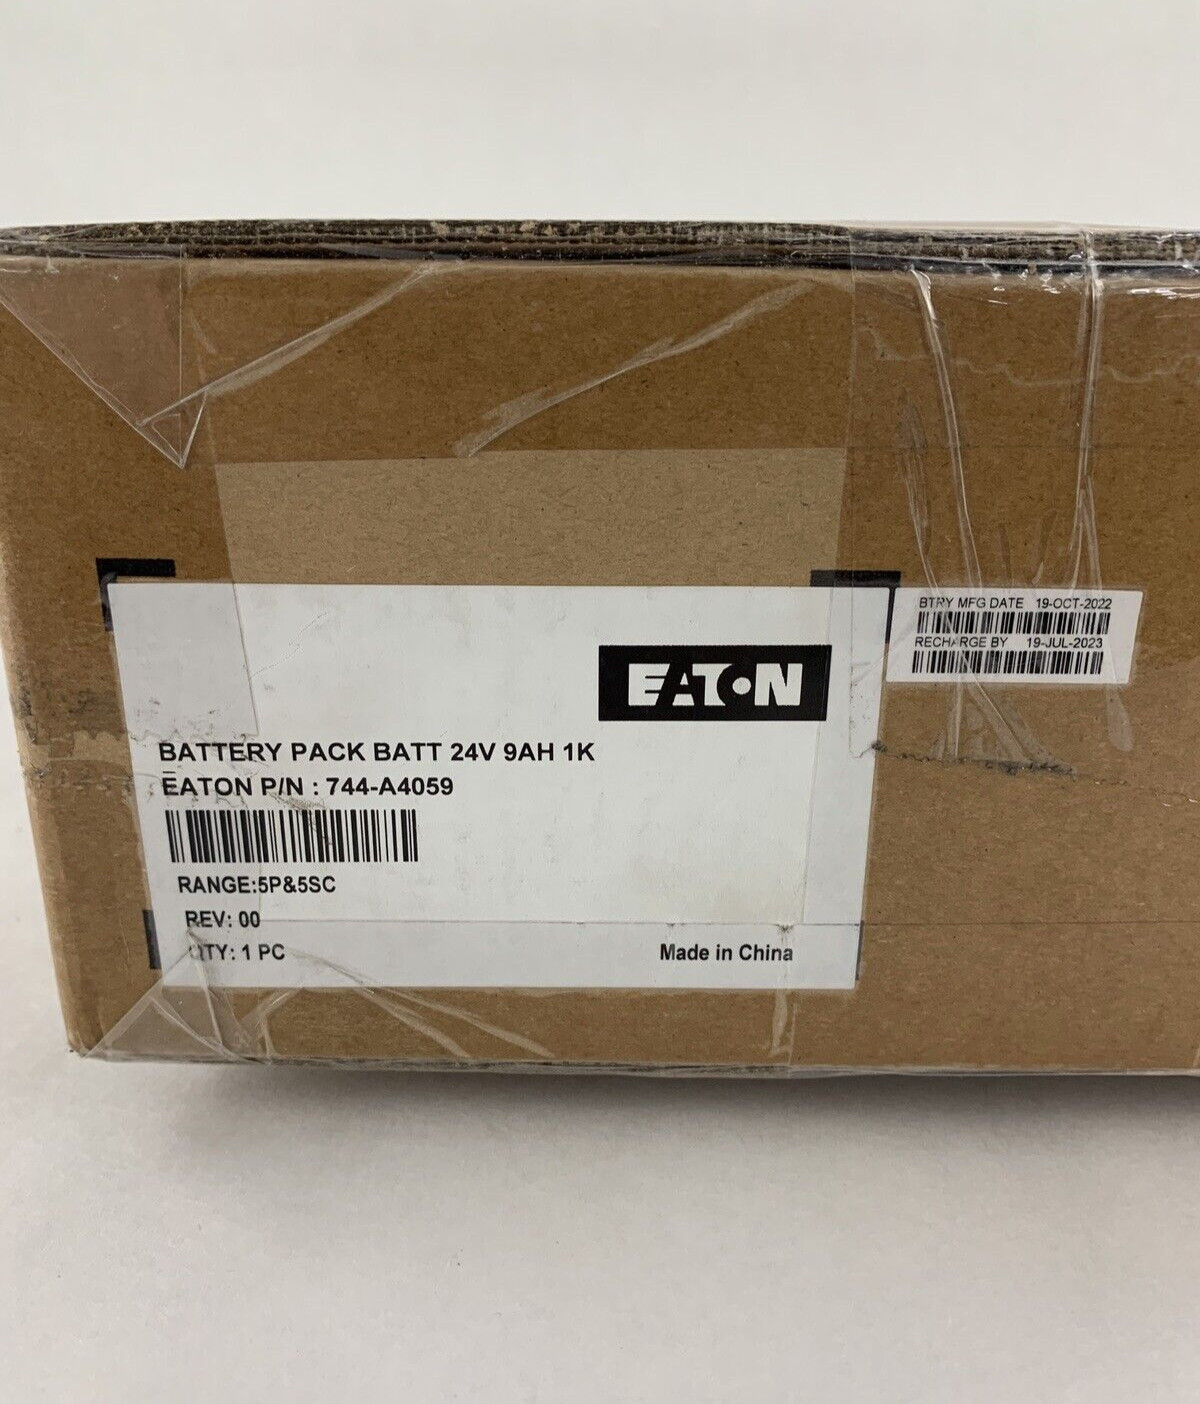 BTRY MFG DATE 19-OCT-2022
RECHARGE BY 19-JUL-2023
EATON
BATTERY PACK BATT 24V 9AH 1K
EATON P/N : 744-A4059
RANGE:5P&5SC
REV: 00
QTY: 1 PC
Made in China